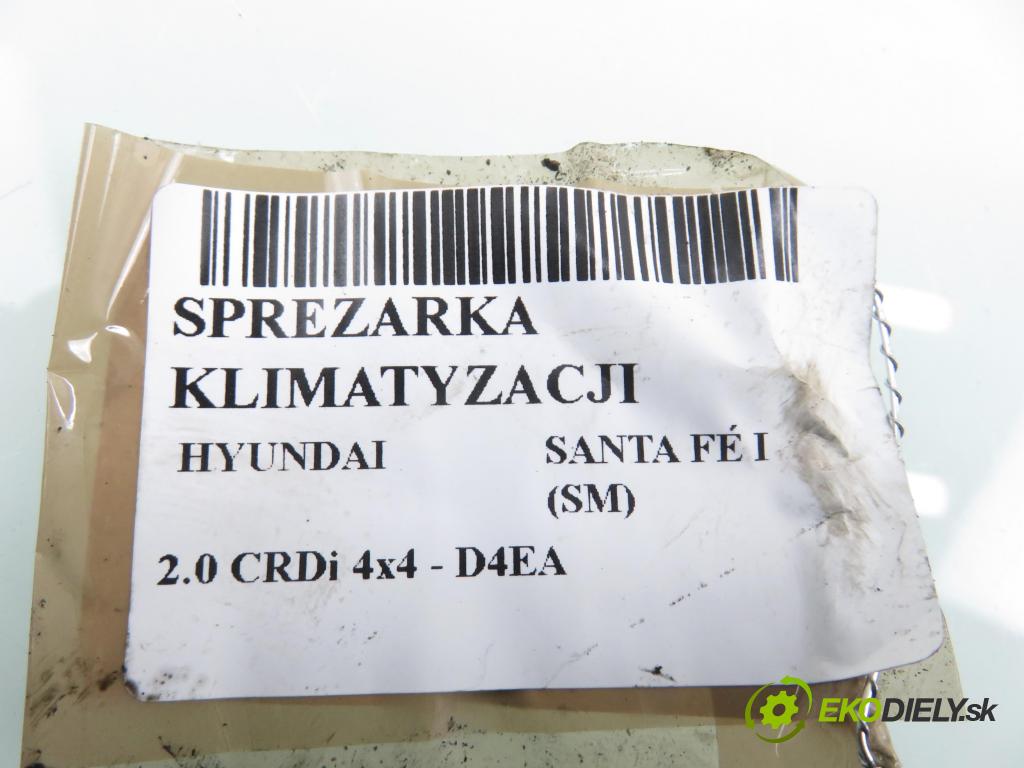 SPREZARKA
KLIMATYZACJI
HYUNDAI SANTA FÉ I
(SM)
2.0 CRDi 4x4 - D4EA
EKODIELY.sk